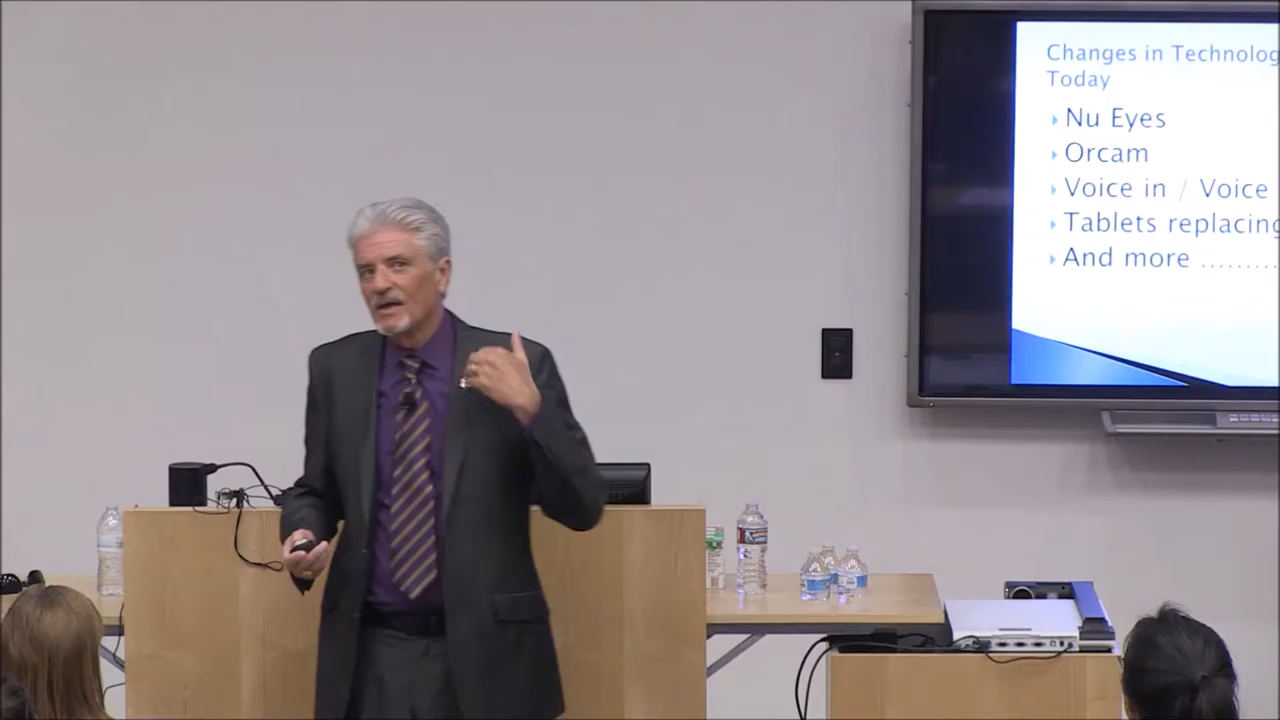 Changes in Technolog
Today
Nu Eyes
Orcam
Voice in / Voice
Tablets replacing
And more ..........